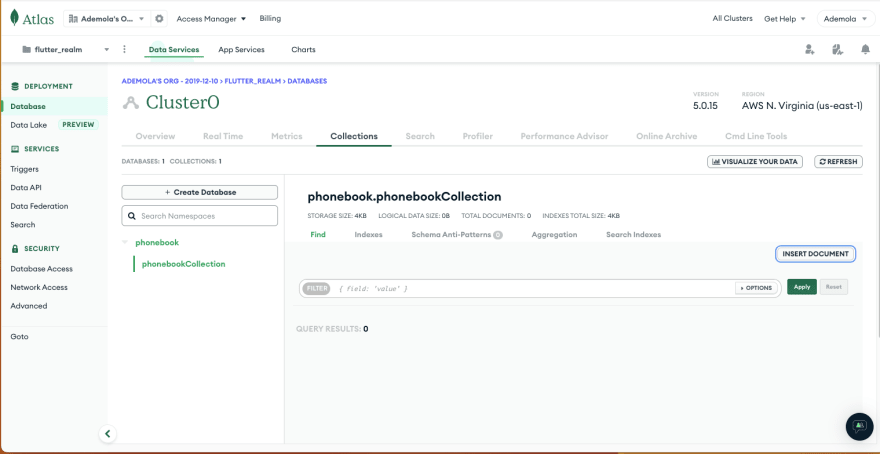 Atlas Ademola's O... Access Manager Billing All Clusters Get Help Ademola
flutter_realm Data Services App Services Charts
DEPLOYMENT
Database
Data Lake PREVIEW
SERVICES
Triggers
Data API
Data Federation
Search
SECURITY
Database Access
Network Access
Advanced
Goto
ADEMOLA'S ORG - 2019-12-10 > FLUTTER_REALM > DATABASES
Cluster0
VERSION
5.0.15
REGION
AWS N. Virginia (us-east-1)
Overview Real Time Metrics Collections Search Profiler Performance Advisor Online Archive Cmd Line Tools
DATABASES: 1 COLLECTIONS: 1
VISUALIZE YOUR DATA REFRESH
+ Create Database
Search Namespaces
phonebook
phonebookCollection
phonebook.phonebookCollection
STORAGE SIZE: 4KB LOGICAL DATA SIZE: 0B TOTAL DOCUMENTS: 0 INDEXES TOTAL SIZE: 4KB
Find Indexes Schema Anti-Patterns 0 Aggregation Search Indexes
INSERT DOCUMENT
FILTER { field: 'value' } OPTIONS Apply Reset
QUERY RESULTS: 0